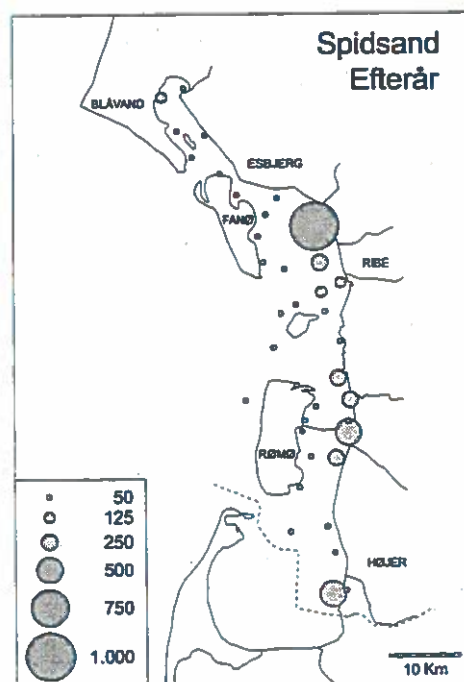 Spidsand
Efterår
BLÅVAND
ESBJERG
FANØ
RIBE
RØMØ
HØJER
50
125
250
500
750
1.000
10 Km